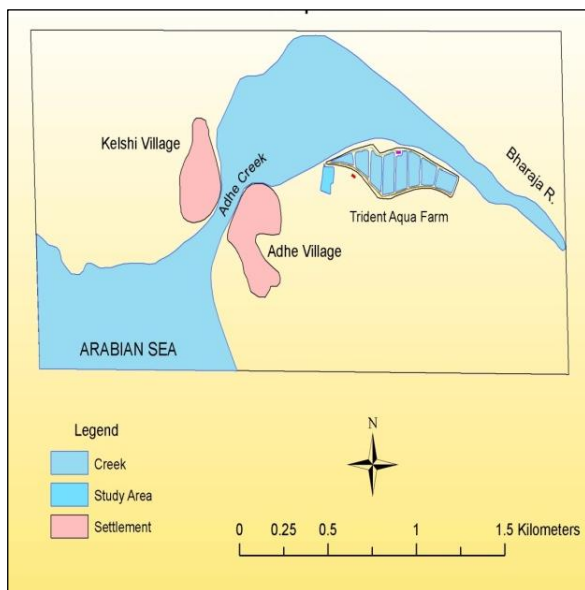 Kelshi Village
Adhe Creek
Bharaja R.
Trident Aqua Farm
Adhe Village
ARABIAN SEA
Legend
Creek
Study Area
Settlement
N
0 0.25 0.5 1 1.5 Kilometers